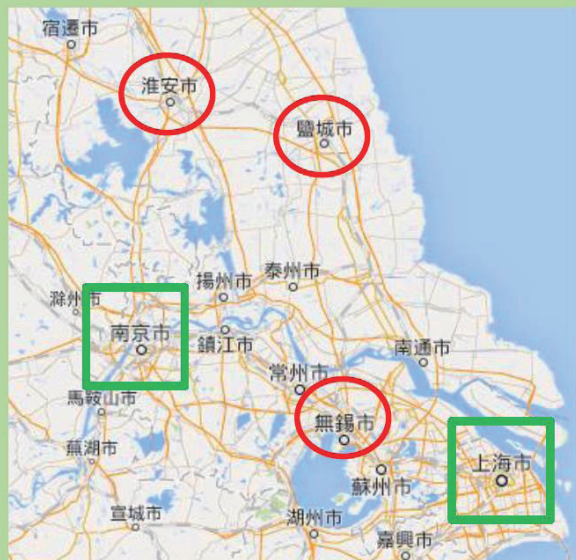 宿遷市
淮安市
鹽城市
揚州市
泰州市
滁州市
南京市
鎮江市
南通市
常州市
馬鞍山市
無錫市
蕪湖市
上海市
蘇州市
宣城市
湖州市
嘉興市